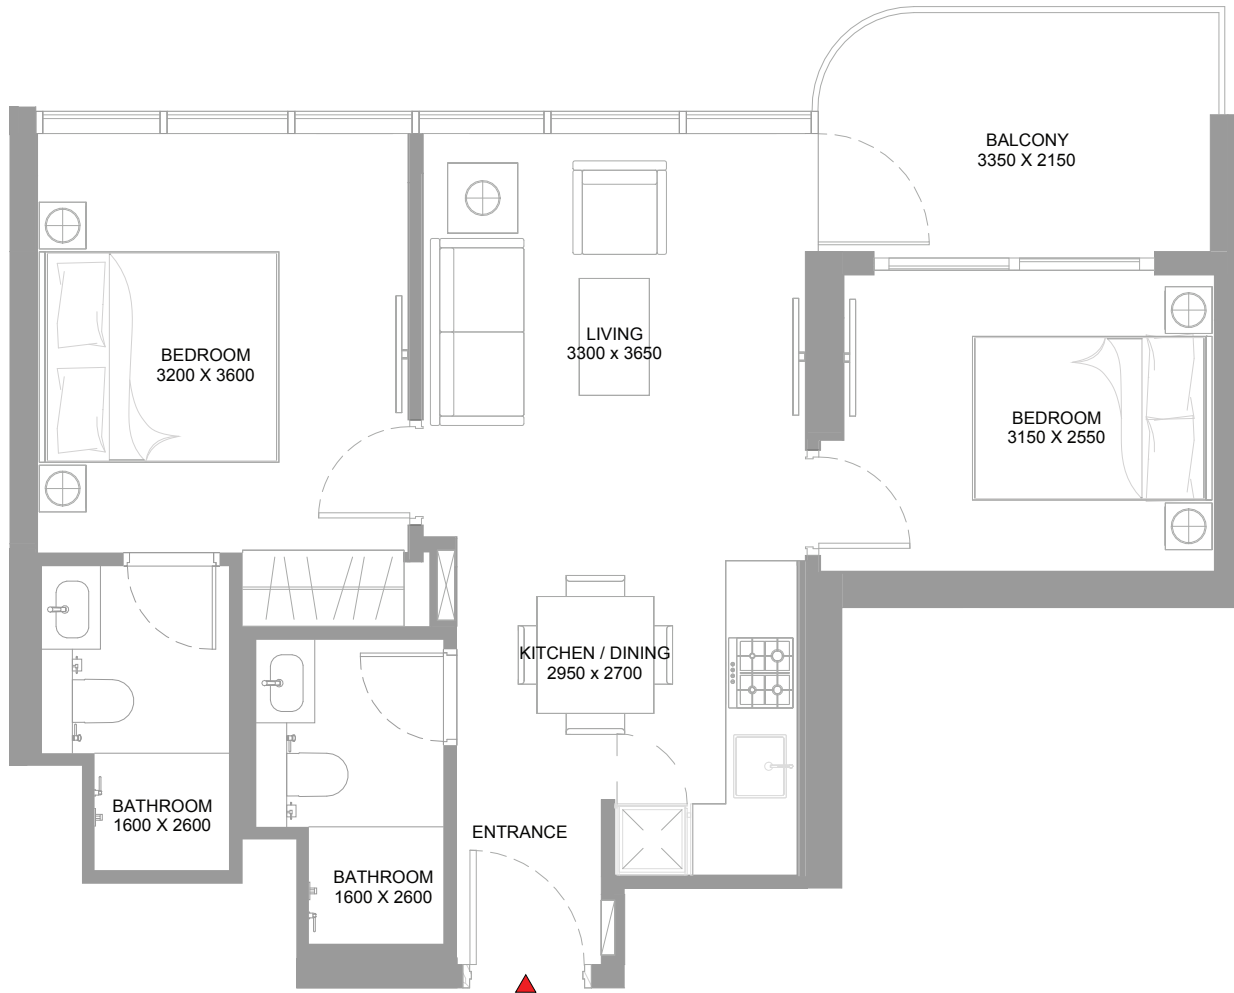 BALCONY
3350 X 2150
LIVING
3300 x 3650
BEDROOM
3200 X 3600
BEDROOM
3150 X 2550
KITCHEN / DINING
2950 x 2700
BATHROOM
1600 X 2600
ENTRANCE
BATHROOM
1600 X 2600